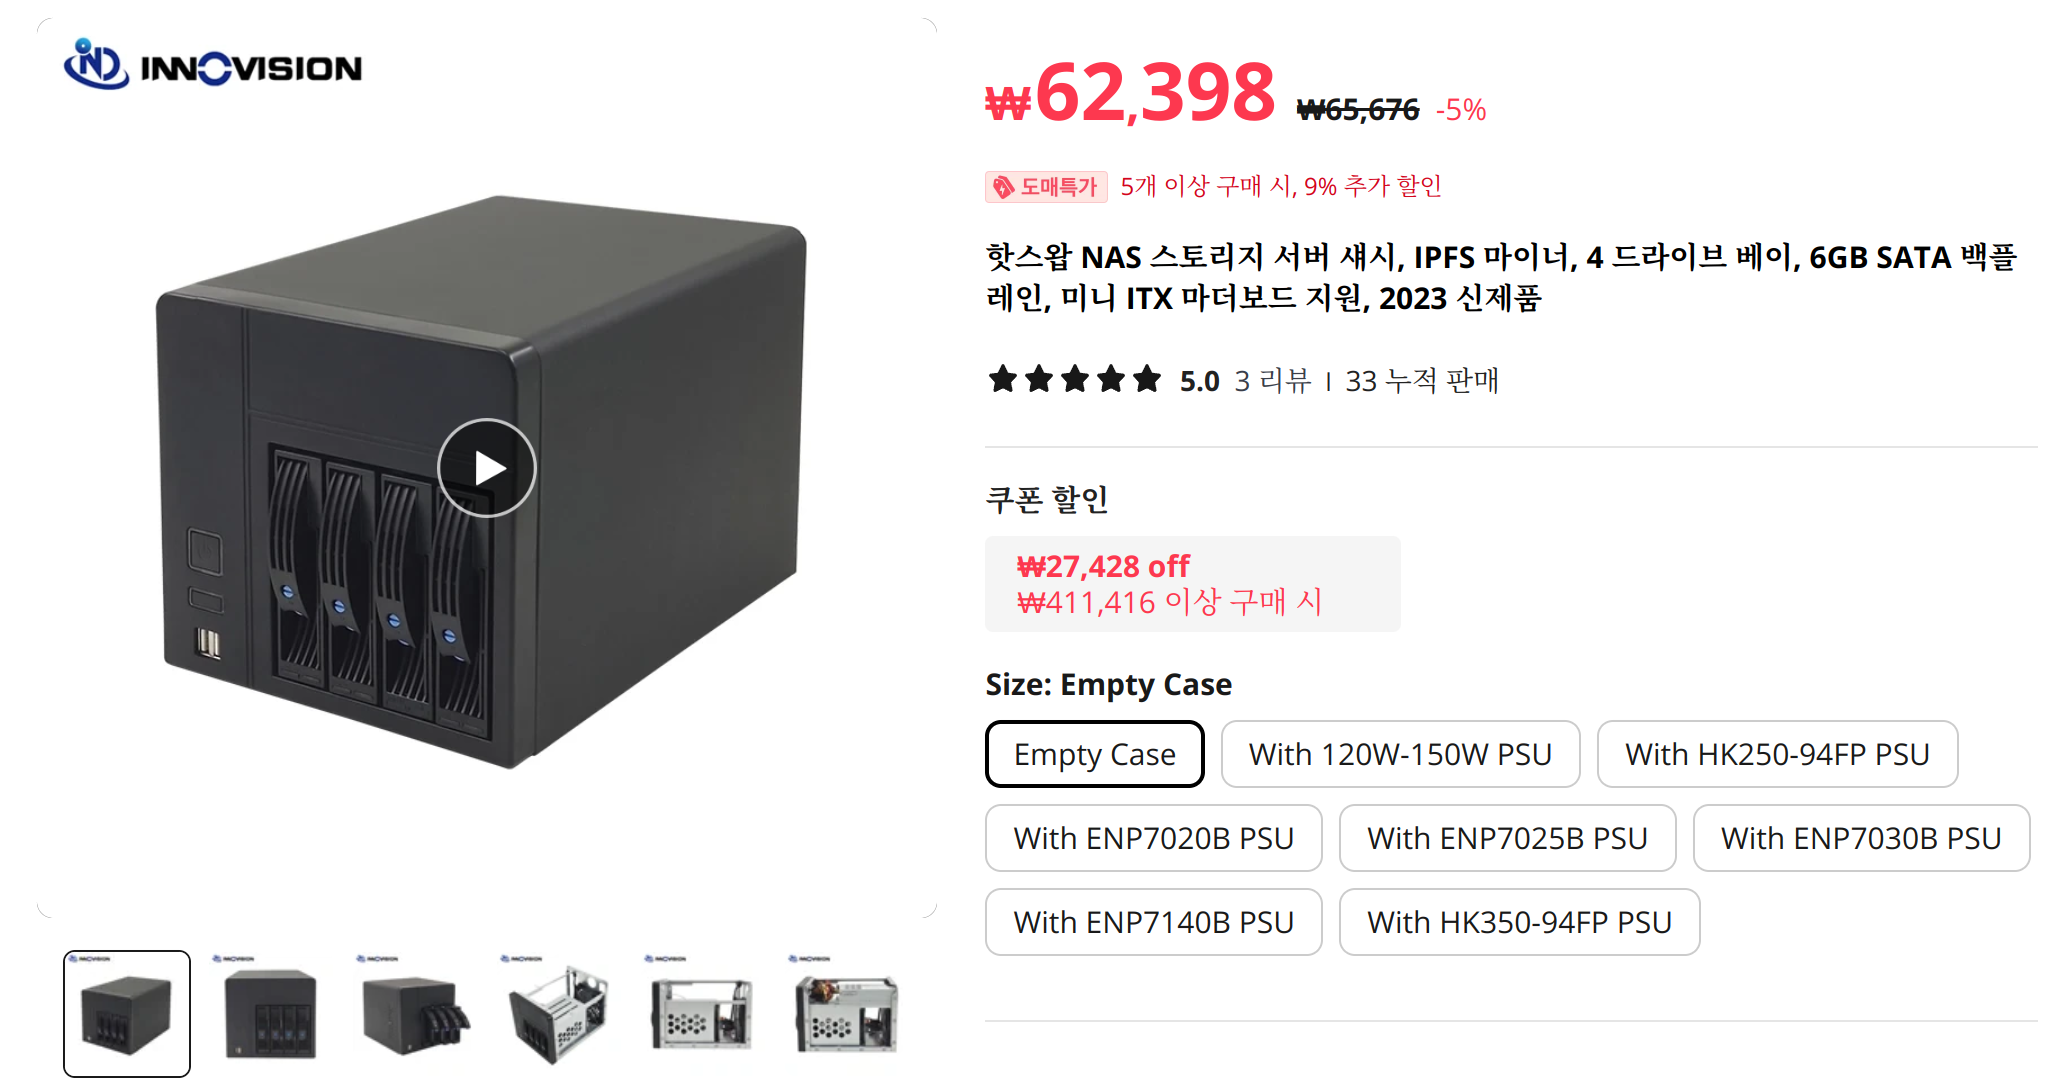 INNOVISION
₩62,398 ₩65,676 -5%
도매특가 5개 이상 구매 시, 9% 추가 할인
핫스왑 NAS 스토리지 서버 섀시, IPFS 마이너, 4 드라이브 베이, 6GB SATA 백플
레인, 미니 ITX 마더보드 지원, 2023 신제품
5.0 3 리뷰 | 33 누적 판매
쿠폰 할인
₩27,428 off
₩411,416 이상 구매 시
Size: Empty Case
Empty Case With 120W-150W PSU With HK250-94FP PSU
With ENP7020B PSU With ENP7025B PSU With ENP7030B PSU
With ENP7140B PSU With HK350-94FP PSU
INNOVISION INNOVISION INNOVISION INNOVISION INNOVISION INNOVISION